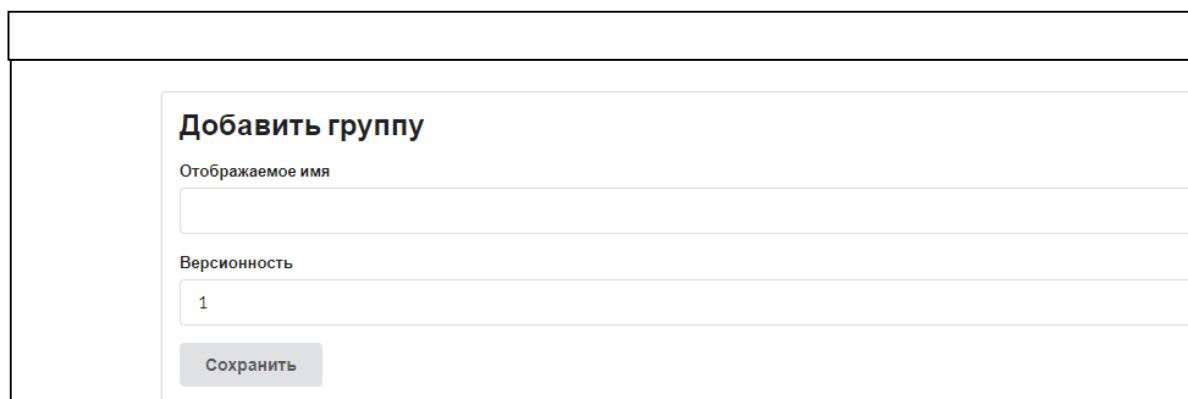 Добавить группу
Отображаемое имя
Версионность
1
Сохранить